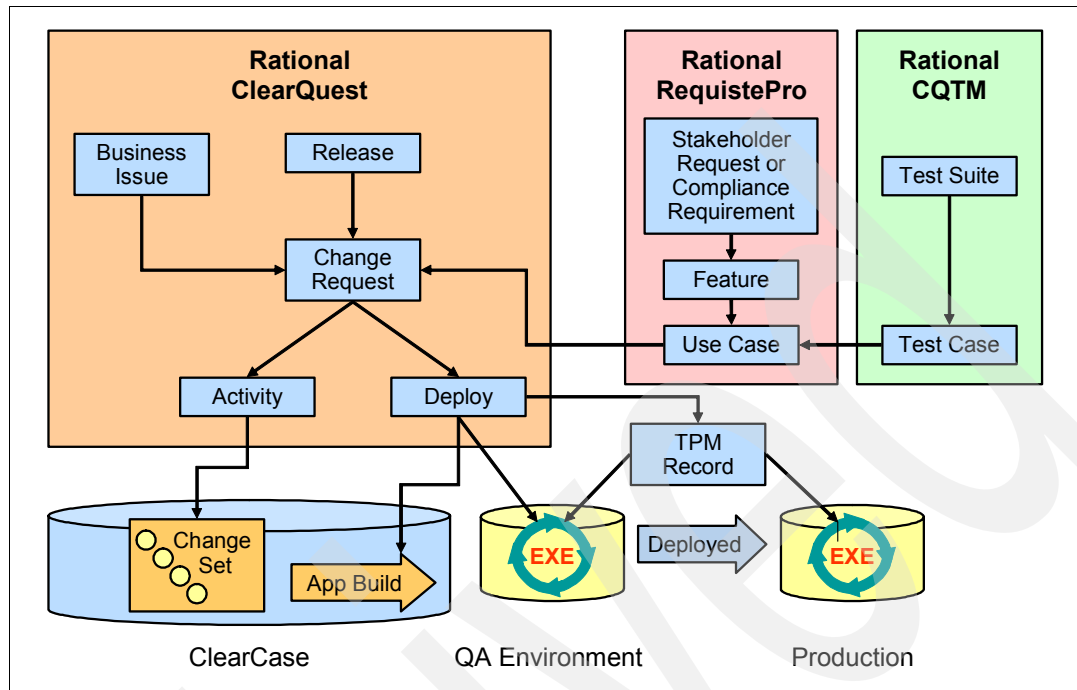 Rational
ClearQuest
Rational
RequistePro
Rational
CQTM
Business
Issue
Release
Stakeholder
Request or
Compliance
Requirement
Test Suite
Change
Request
Feature
Use Case
Test Case
Activity
Deploy
TPM
Record
Change
Set
App Build
EXE
Deployed
EXE
ClearCase
QA Environment
Production